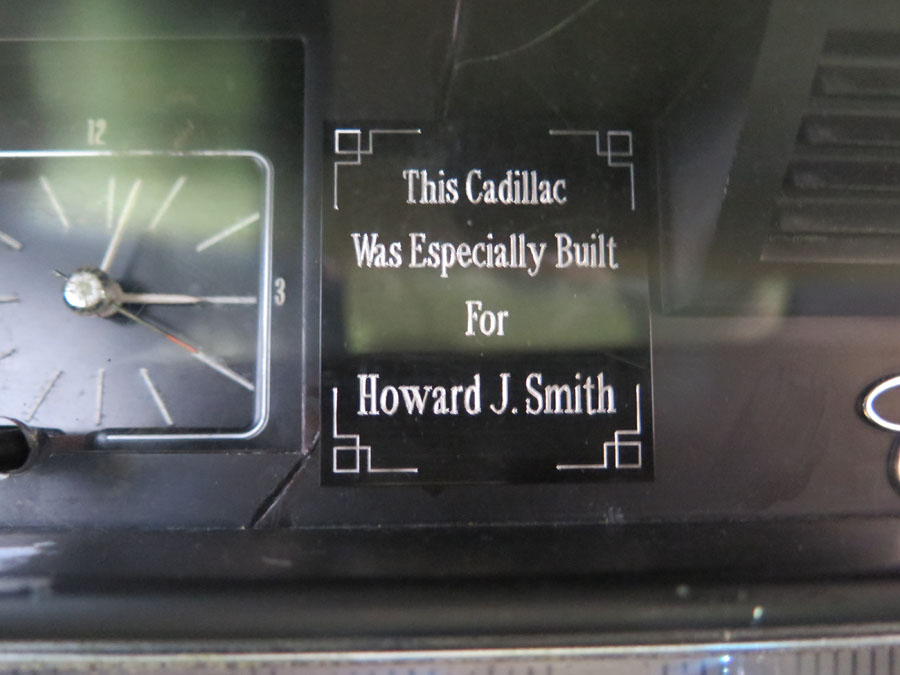 12
3
This Cadillac
Was Especially Built
For
Howard J. Smith